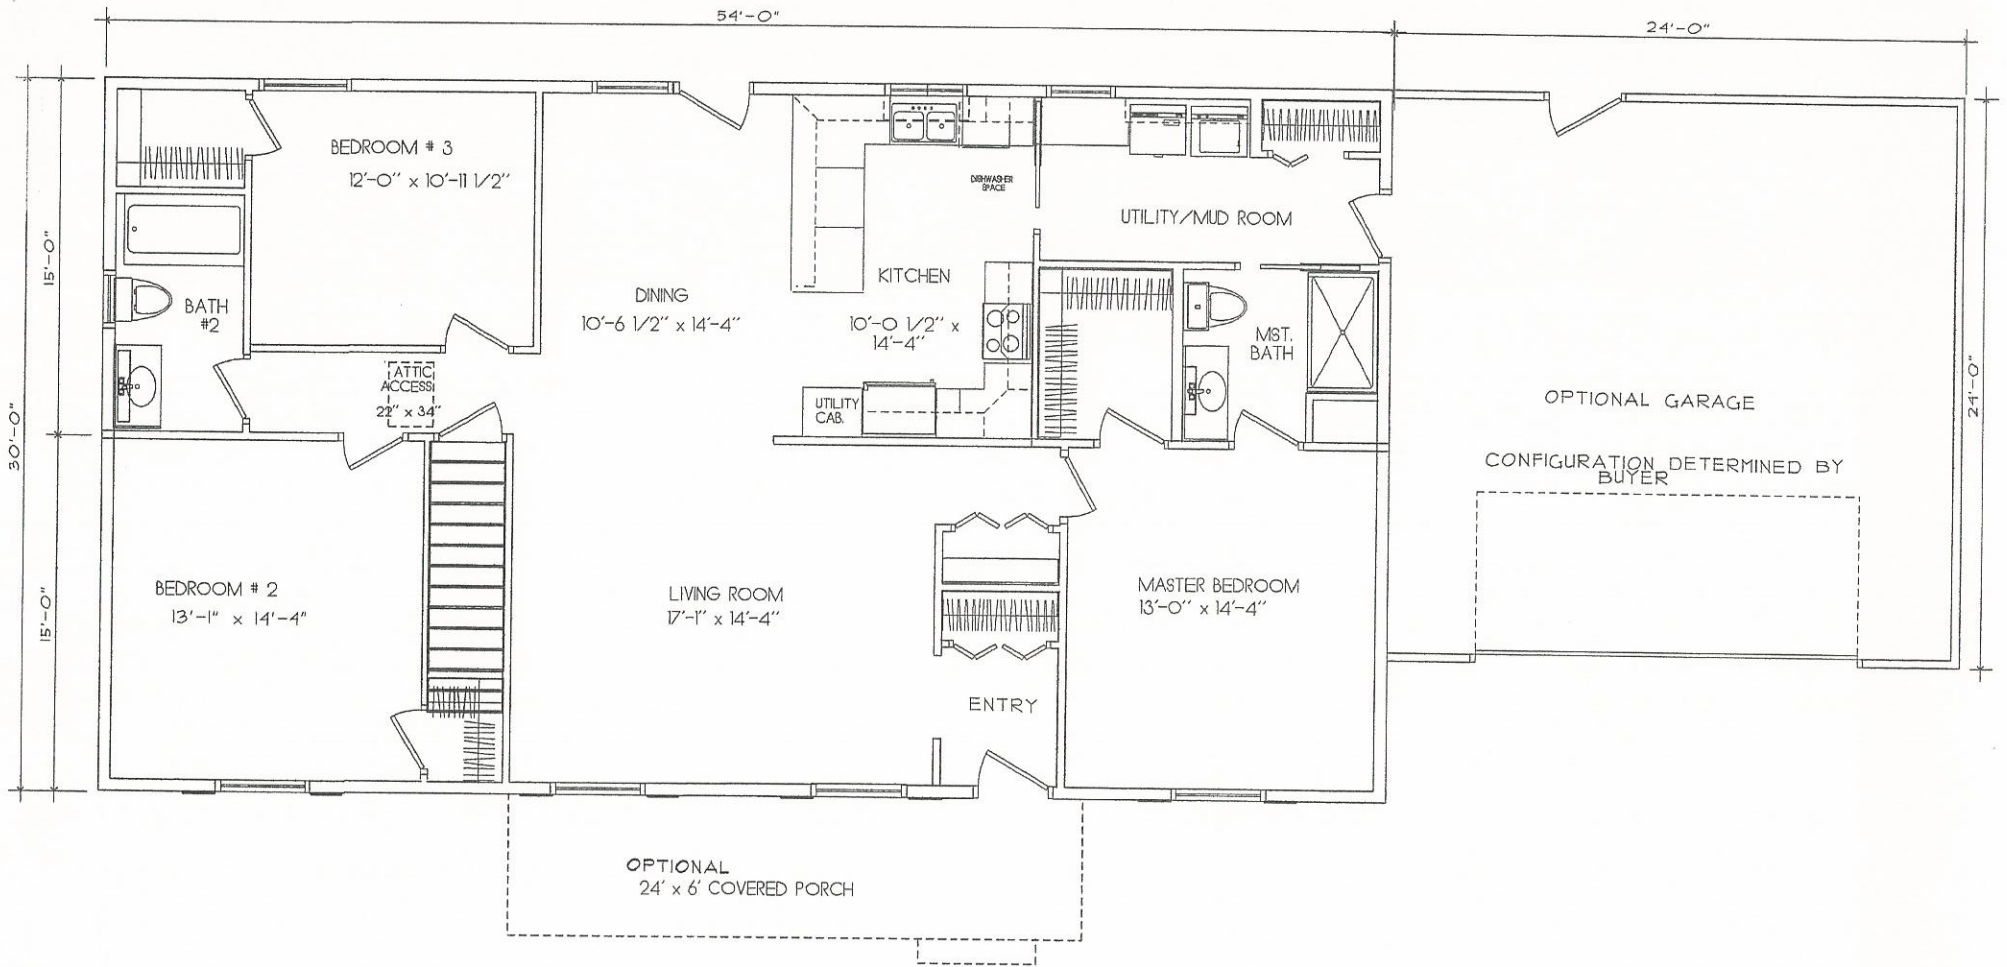 54'-0"
24'-0"
BEDROOM # 3
12'-0" x 10'-11 1/2"
DISHWASHER
SPACE
UTILITY/MUD ROOM
15'-0"
BATH
#2
DINING
10'-6 1/2" x 14'-4"
KITCHEN
10'-0 1/2" x
14'-4"
MST.
BATH
ATTIC
ACCESS
22" x 34"
UTILITY
CAB.
OPTIONAL GARAGE
24'-0"
30'-0"
CONFIGURATION DETERMINED BY
BUYER
15'-0"
BEDROOM # 2
13'-1" x 14'-4"
LIVING ROOM
17'-1" x 14'-4"
MASTER BEDROOM
13'-0" x 14'-4"
ENTRY
OPTIONAL
24' x 6' COVERED PORCH